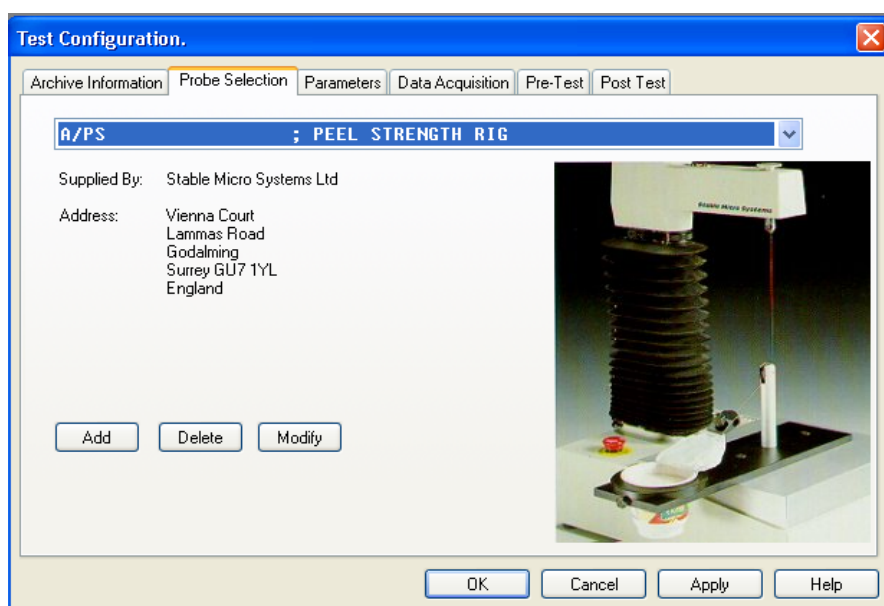 Test Configuration.
Archive Information Probe Selection Parameters Data Acquisition Pre-Test Post Test
A/PS ; PEEL STRENGTH RIG
Supplied By: Stable Micro Systems Ltd
Address: Vienna Court
Lammas Road
Godalming
Surrey GU7 1YL
England
Stable Micro Systems
Add Delete Modify
OK Cancel Apply Help